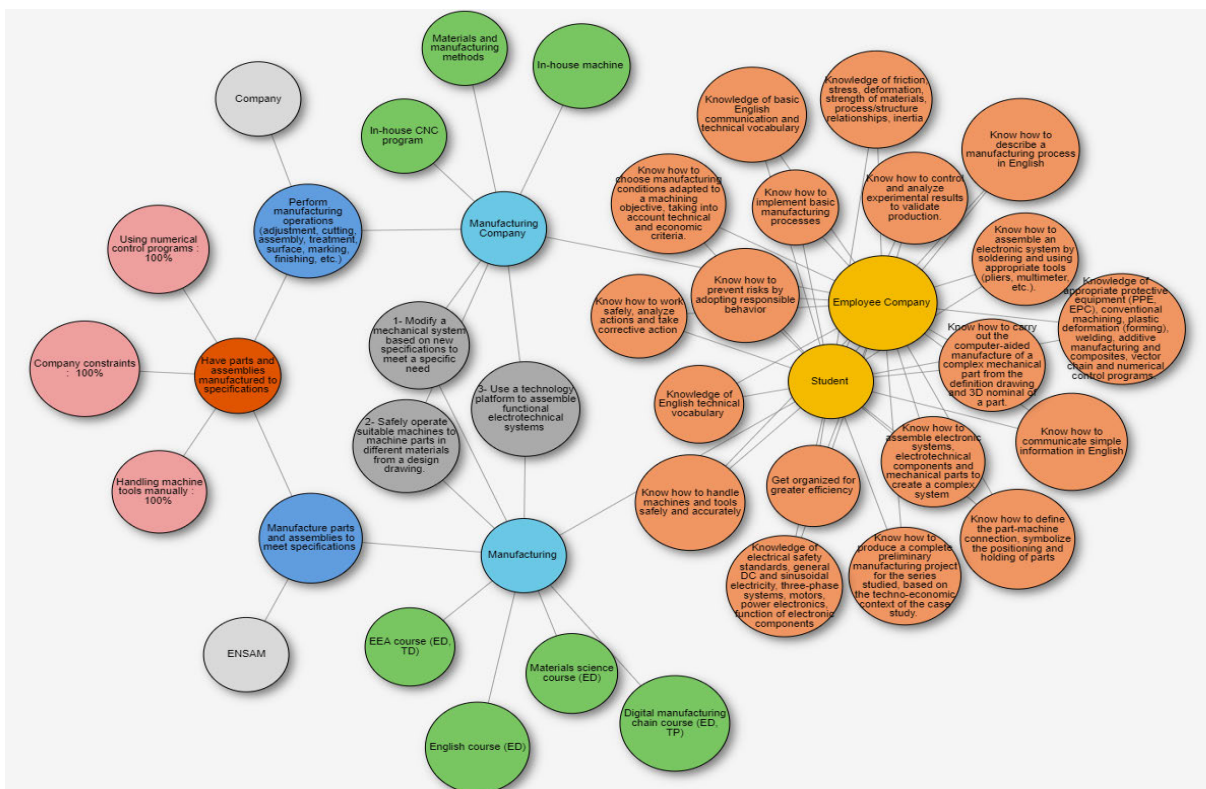 Materials and
manufacturing
methods
In-house machine
Company
In-house CNC
program
Knowledge of basic
English
communication and
technical vocabulary
Knowledge of friction,
stress, deformation,
strength of materials,
process/structure
relationships, inertia
Know how to
describe a
manufacturing process
in English
Know how to
choose manufacturing
conditions adapted to
a machining objective,
taking into
account technical
and economic
criteria.
Know how to
implement basic
manufacturing
processes
Know how to control
and analyze
experimental results
to validate
production.
Perform
manufacturing
operations
(adjustment, cutting,
assembly, treatment,
surface, marking,
finishing, etc.)
Manufacturing
Company
Using numerical
control programs :
100%
Know how to
assemble an
electronic system by
soldering and using
appropriate tools
(pliers, multimeter,
etc.).
Know how to
prevent risks by
adopting responsible
behavior
Employee Company
Know how to work
safely, analyze
actions and take
corrective action
Knowledge of
appropriate protective
equipment (PPE,
EPC), conventional
machining, plastic
deformation (forming),
welding, additive
manufacturing and
composites, vector
chain and numerical
control programs.
1- Modify a
mechanical system
based on new
specifications to
meet a specific
need
Know how to carry
out the
computer-aided
manufacture of a
complex mechanical
part from the
definition drawing
and 3D nominal of
a part.
Company constraints
: 100%
Have parts and
assemblies
manufactured to
specifications
3- Use a technology
platform to assemble
functional
electrotechnical
systems
Student
Knowledge of
English technical
vocabulary
2- Safely operate
suitable machines to
machine parts in
different materials
from a design
drawing.
Know how to
assemble electronic
systems,
electrotechnical
components and
mechanical parts to
create a complex
system
Know how to
communicate simple
information in English
Handling machine
tools manually :
100%
Know how to handle
machines and tools
safely and accurately
Get organized for
greater efficiency
Manufacture parts
and assemblies to
meet specifications
Manufacturing
Know how to define
the part-machine
connection, symbolize
the positioning and
holding of parts
Knowledge of
electrical safety
standards, general
DC and sinusoidal
electricity, three-phase
systems, motors,
power electronics,
function of electronic
components
Know how to
produce a complete
preliminary
manufacturing project
for the series
studied, based on
the techno-economic
context of the case
study.
ENSAM
EEA course (ED,
TD)
Materials science
course (ED)
English course (ED)
Digital manufacturing
chain course (ED,
TP)